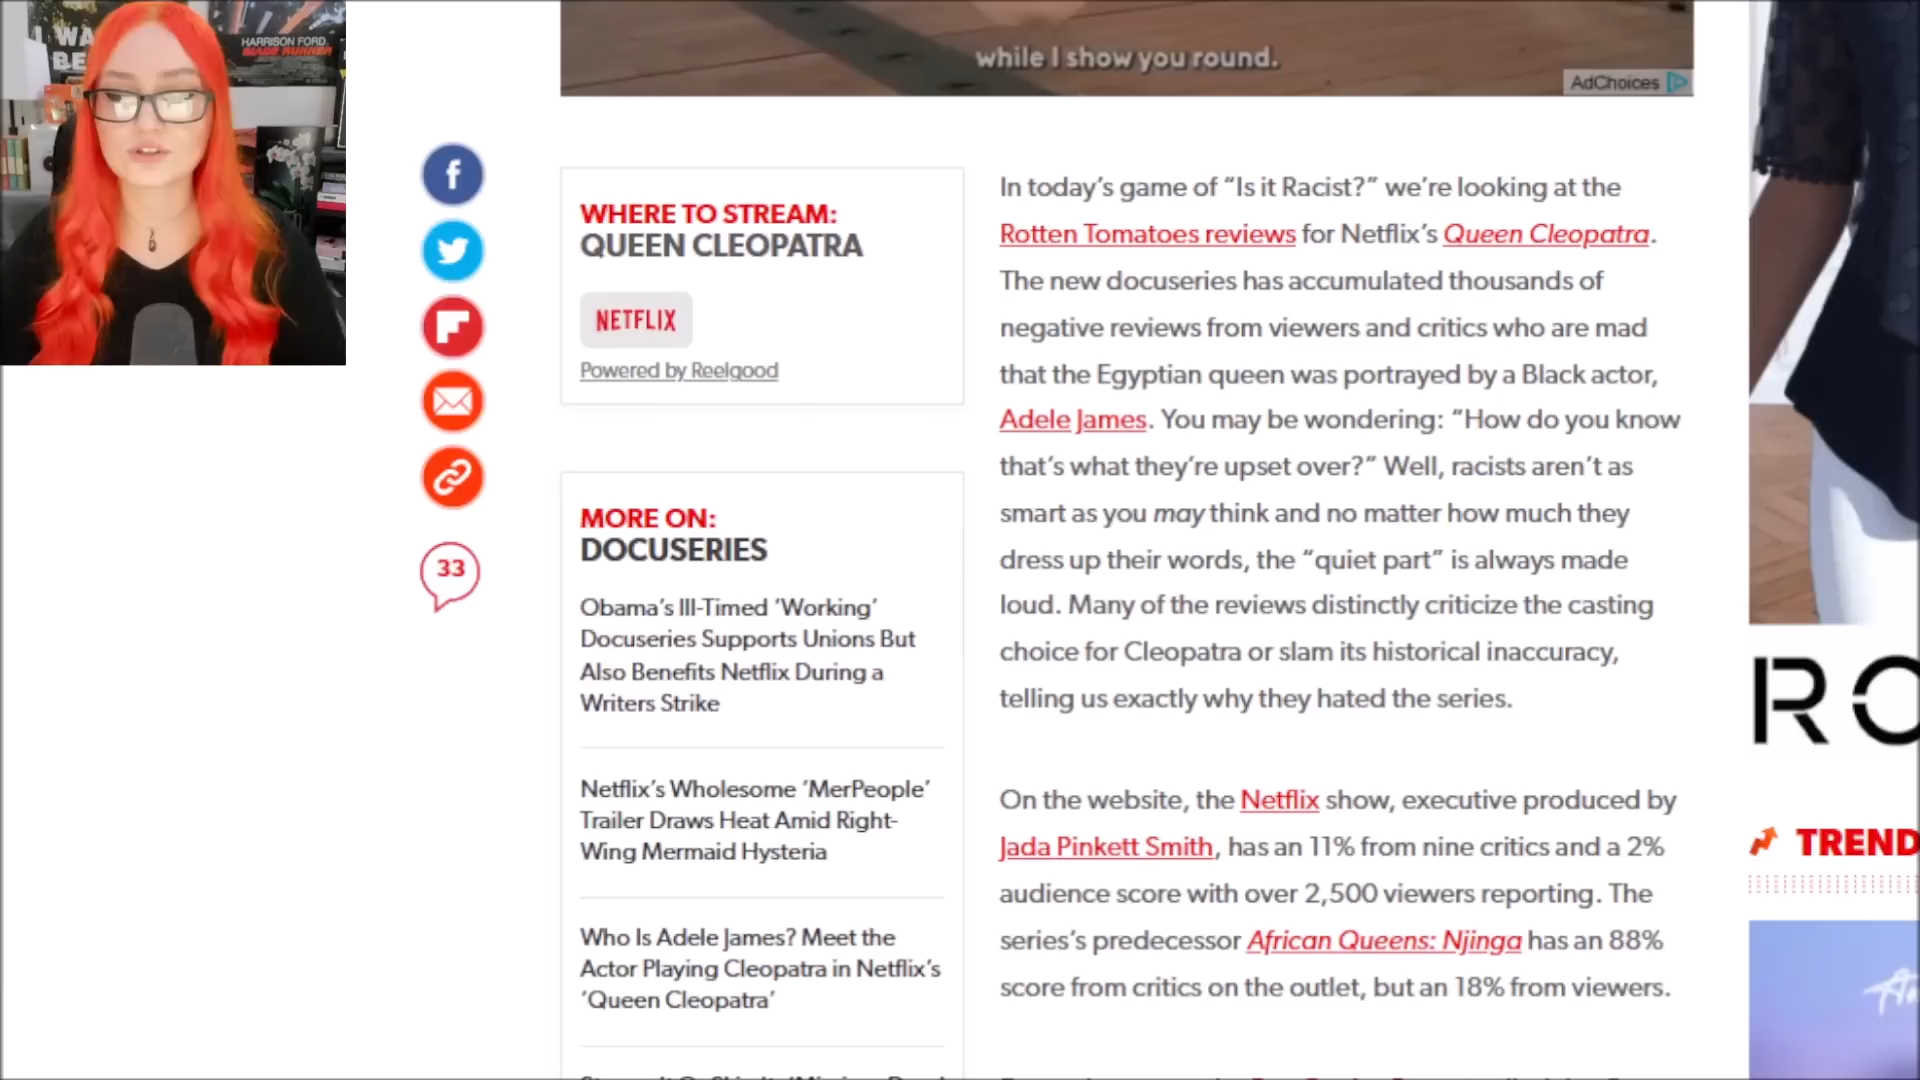 I WA
BE
HARRISON FORD.
BLADE RUNNER
while I show you round.
AdChoices
WHERE TO STREAM:
QUEEN CLEOPATRA
NETFLIX
Powered by Reelgood
33
MORE ON:
DOCUSERIES
Obama’s Ill-Timed ‘Working’
Docuseries Supports Unions But
Also Benefits Netflix During a
Writers Strike
Netflix’s Wholesome ‘MerPeople’
Trailer Draws Heat Amid Right-
Wing Mermaid Hysteria
Who Is Adele James? Meet the
Actor Playing Cleopatra in Netflix’s
‘Queen Cleopatra’
In today’s game of “Is it Racist?” we’re looking at the
Rotten Tomatoes reviews for Netflix’s Queen Cleopatra.
The new docuseries has accumulated thousands of
negative reviews from viewers and critics who are mad
that the Egyptian queen was portrayed by a Black actor,
Adele James. You may be wondering: “How do you know
that’s what they’re upset over?” Well, racists aren’t as
smart as you may think and no matter how much they
dress up their words, the “quiet part” is always made
loud. Many of the reviews distinctly criticize the casting
choice for Cleopatra or slam its historical inaccuracy,
telling us exactly why they hated the series.
On the website, the Netflix show, executive produced by
Jada Pinkett Smith, has an 11% from nine critics and a 2%
audience score with over 2,500 viewers reporting. The
series’s predecessor African Queens: Njinga has an 88%
score from critics on the outlet, but an 18% from viewers.
RO
TREND